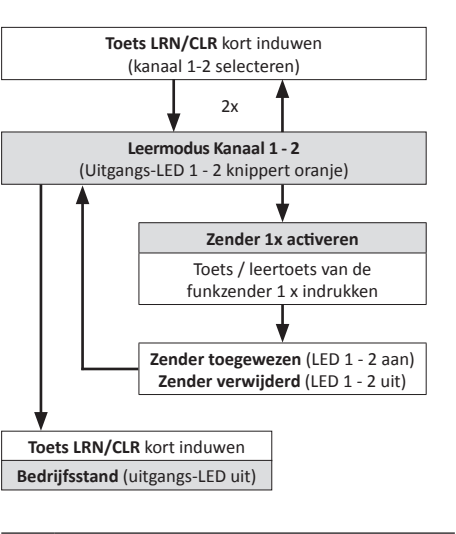 Toets LRN/CLR kort induwen
(kanaal 1-2 selecteren)
2x
Leermodus Kanaal 1 - 2
(Uitgangs-LED 1 - 2 knippert oranje)
Zender 1x activeren
Toets / leertoets van de
funkzender 1 x indrukken
Zender toegewezen (LED 1 - 2 aan)
Zender verwijderd (LED 1 - 2 uit)
Toets LRN/CLR kort induwen
Bedrijfsstand (uitgangs-LED uit)